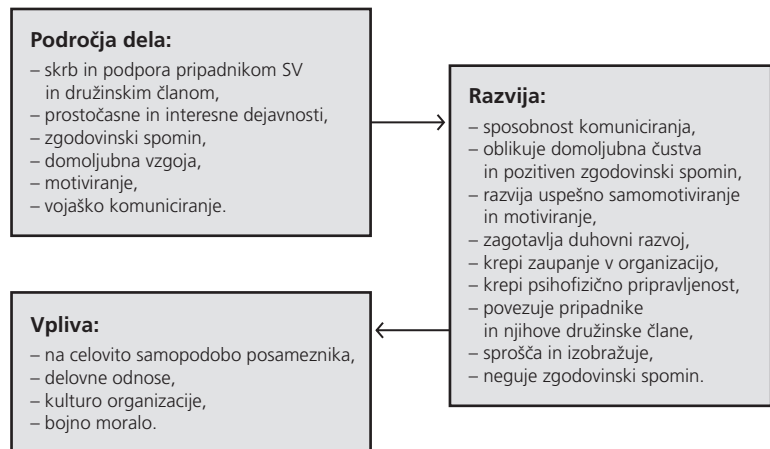 Področja dela:
– skrb in podpora pripadnikom SV
in družinskim članom,
– prostočasne in interesne dejavnosti,
– zgodovinski spomin,
– domoljubna vzgoja,
– motiviranje,
– vojaško komuniciranje.
Razvija:
– sposobnost komuniciranja,
– oblikuje domoljubna čustva
in pozitiven zgodovinski spomin,
– razvija uspešno samomotiviranje
in motiviranje,
– zagotavlja duhovni razvoj,
– krepi zaupanje v organizacijo,
– krepi psihofizično pripravljenost,
– povezuje pripadnike
in njihove družinske člane,
– sprošča in izobražuje,
– neguje zgodovinski spomin.
Vpliva:
– na celovito samopodobo posameznika,
– delovne odnose,
– kulturo organizacije,
– bojno moralo.